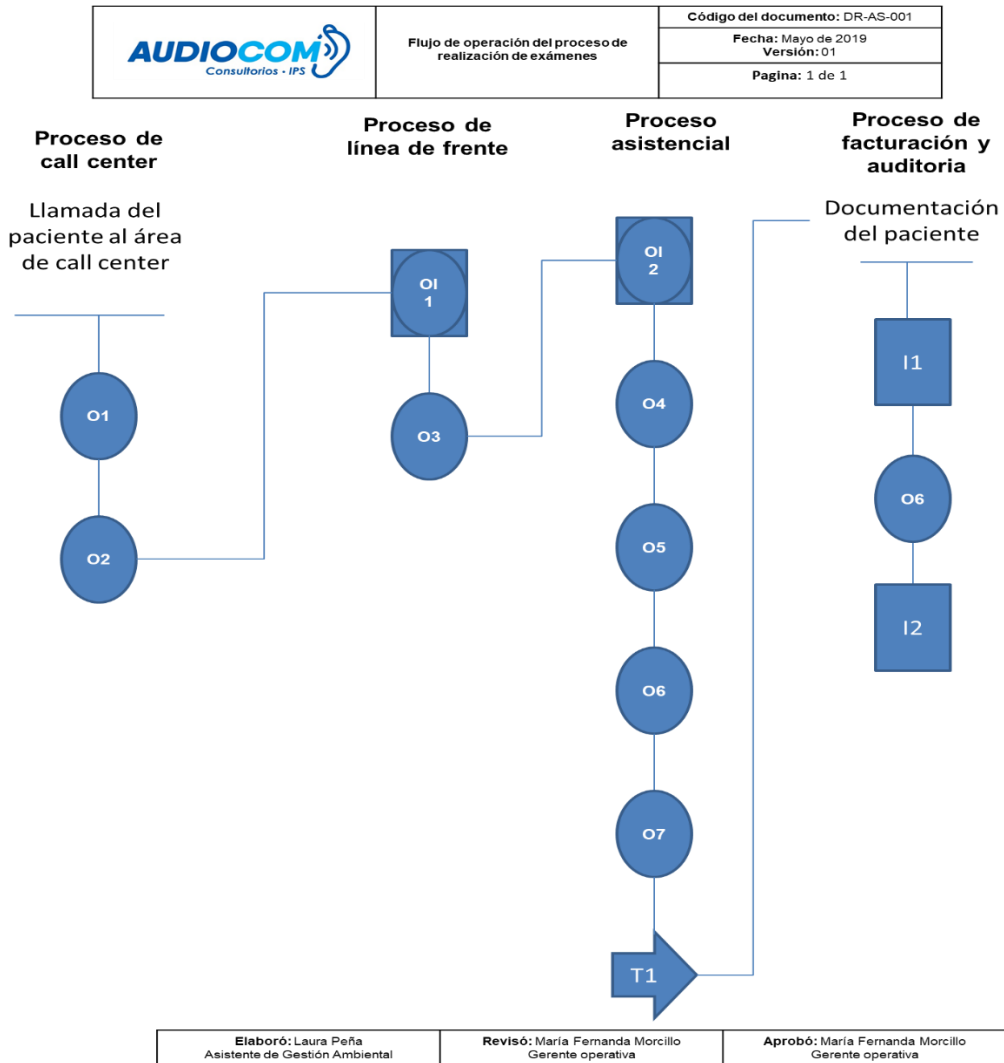 AUDIOCOM
Consultorios - IPS
Flujo de operación del proceso de
realización de exámenes
Código del documento: DR-AS-001
Fecha: Mayo de 2019
Versión: 01
Pagina: 1 de 1
Proceso de
call center
Proceso de
línea de frente
Proceso
asistencial
Proceso de
facturación y
auditoria
Llamada del
paciente al área
de call center
Documentación
del paciente
OI
1
OI
2
I1
O1
O4
O3
O6
O2
O5
I2
O6
O7
T1
Elaboró: Laura Peña
Asistente de Gestión Ambiental
Revisó: María Fernanda Morcillo
Gerente operativa
Aprobó: María Fernanda Morcillo
Gerente operativa